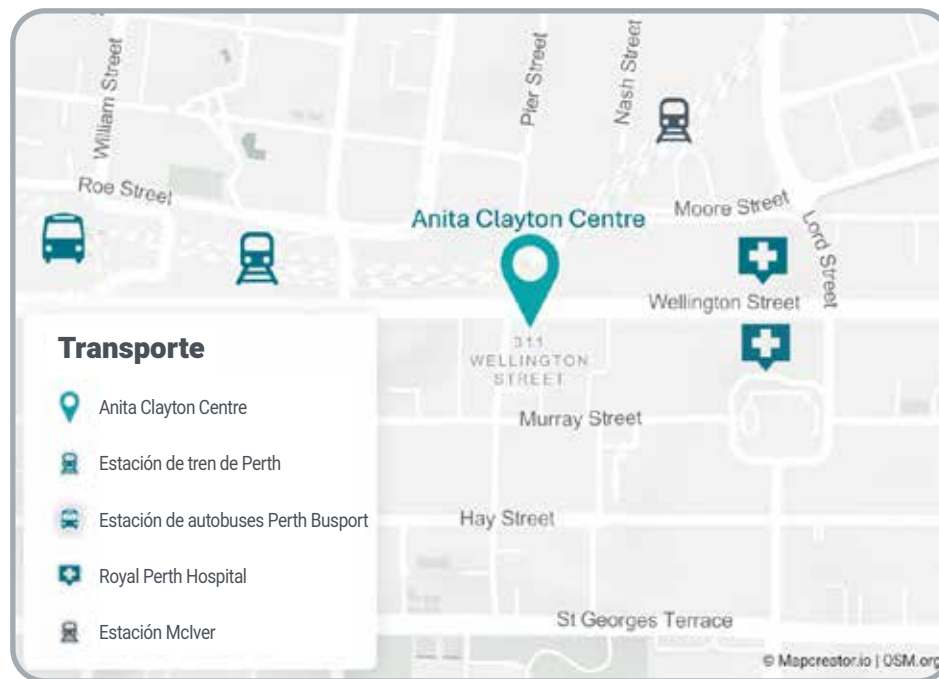 William Street
Pier Street
Nash Street
Roe Street
Moore Street
Anita Clayton Centre
Lord Street
Wellington Street
311
WELLINGTON
STREET
Murray Street
Hay Street
St Georges Terrace
Transporte
Anita Clayton Centre
Estación de tren de Perth
Estación de autobuses Perth Busport
Royal Perth Hospital
Estación McIver
© Mapcreator.io | OSM.org